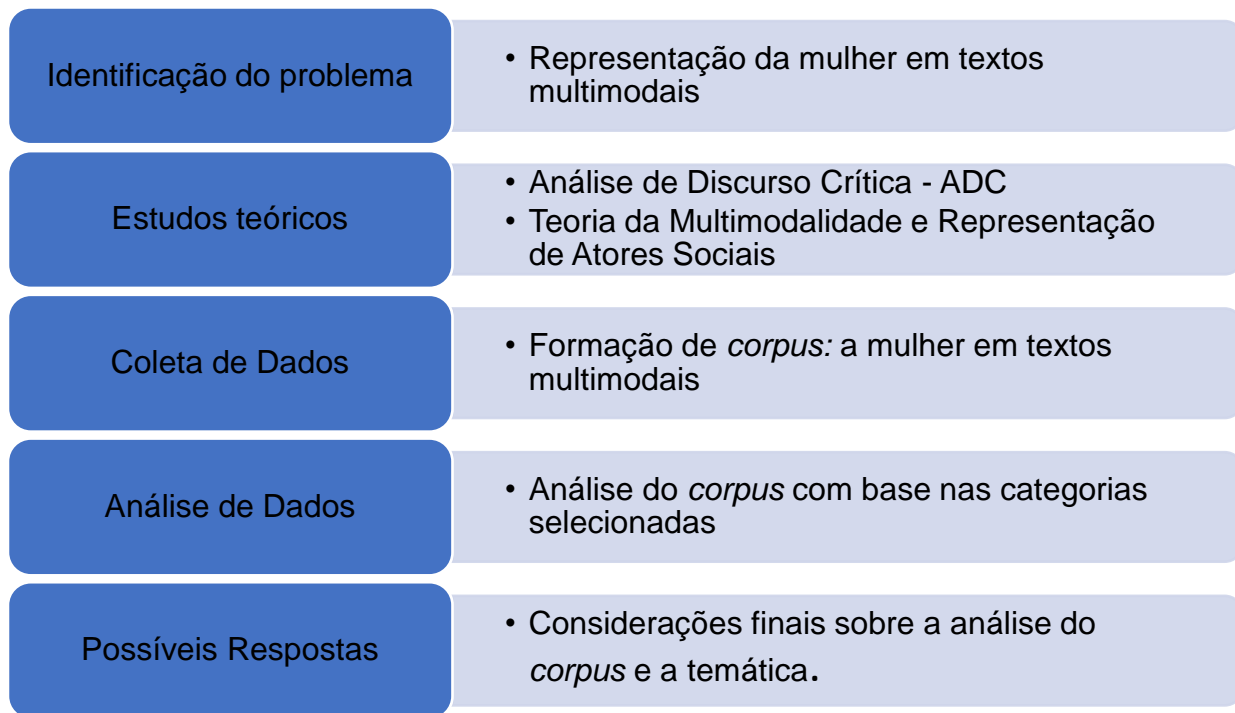 Identificação do problema
• Representação da mulher em textos
multimodais
Estudos teóricos
• Análise de Discurso Crítica - ADC
• Teoria da Multimodalidade e Representação
de Atores Sociais
Coleta de Dados
• Formação de corpus: a mulher em textos
multimodais
Análise de Dados
• Análise do corpus com base nas categorias
selecionadas
Possíveis Respostas
• Considerações finais sobre a análise do
corpus e a temática.